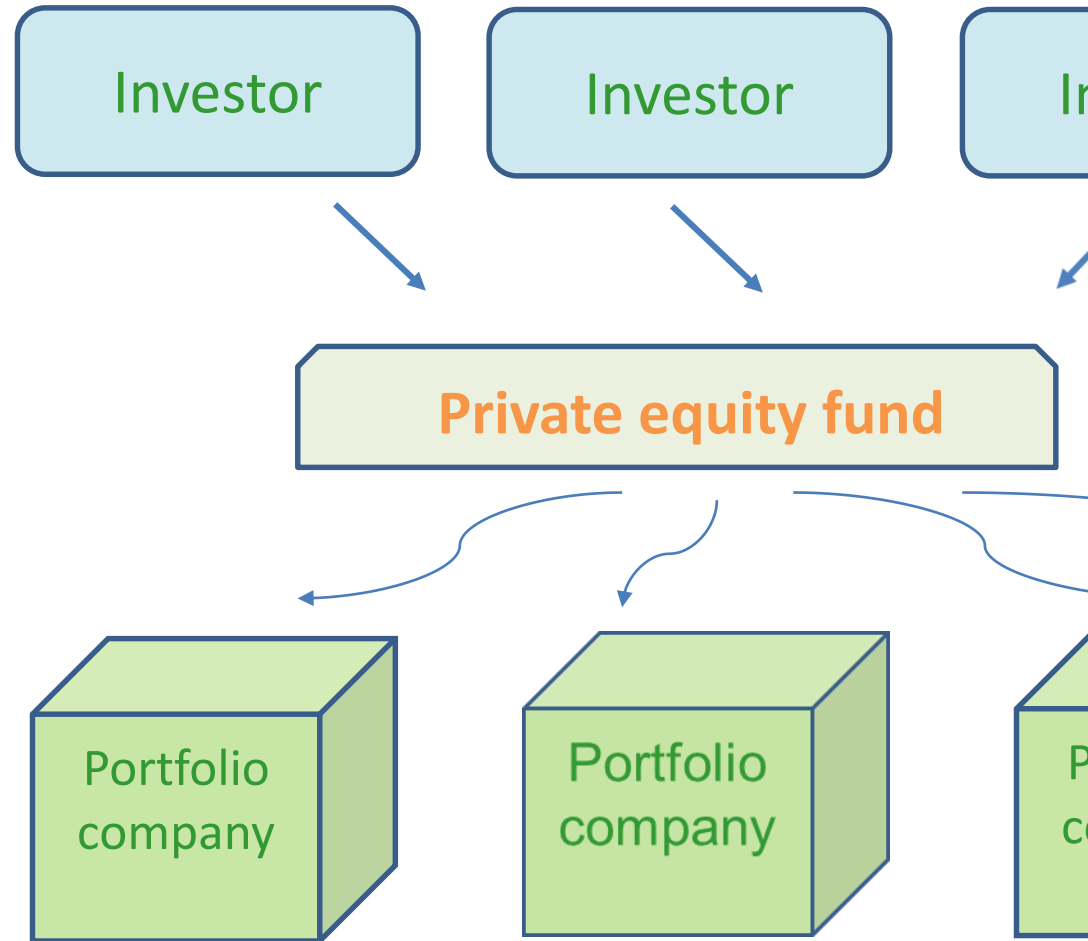 Investor
Investor
Private equity fund
Portfolio
company
Portfolio
company